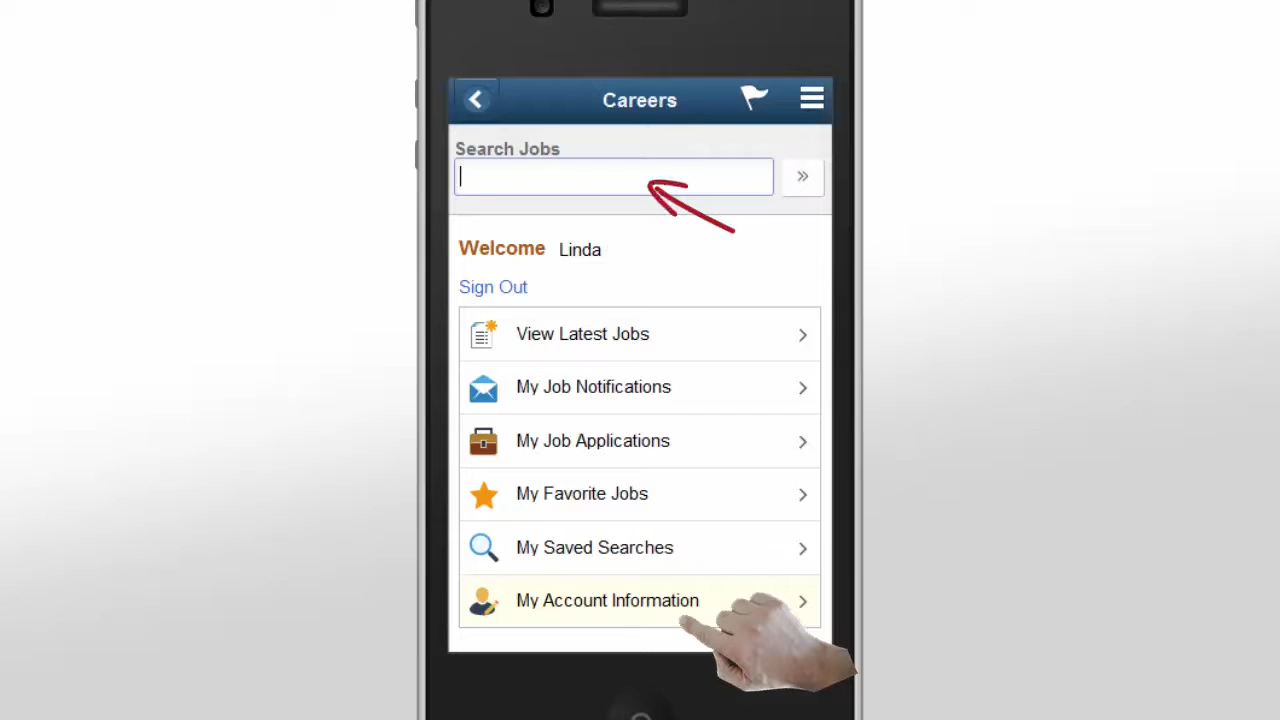 Careers
Search Jobs
Welcome Linda
Sign Out
View Latest Jobs
My Job Notifications
My Job Applications
My Favorite Jobs
My Saved Searches
My Account Information